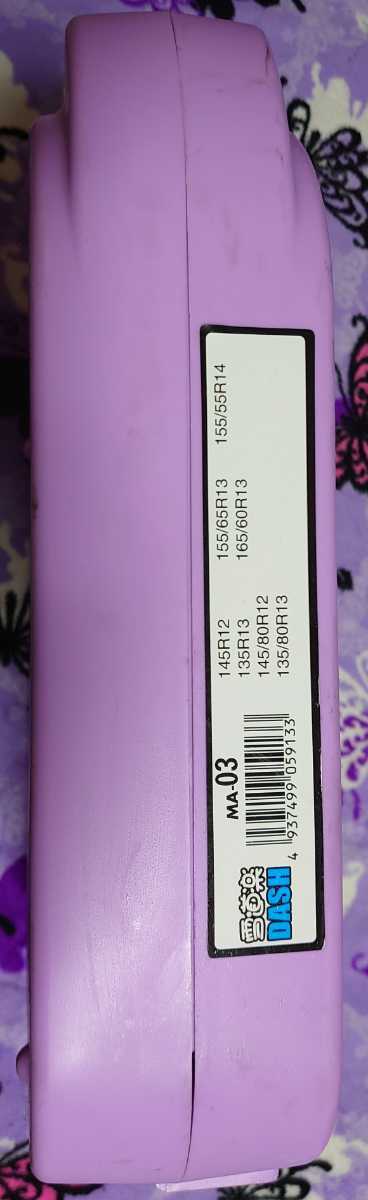 雪道楽
DASH
MA-03
4 937499 059133
145R12
135R13
145/80R12
135/80R13
155/65R13
165/60R13
155/55R14